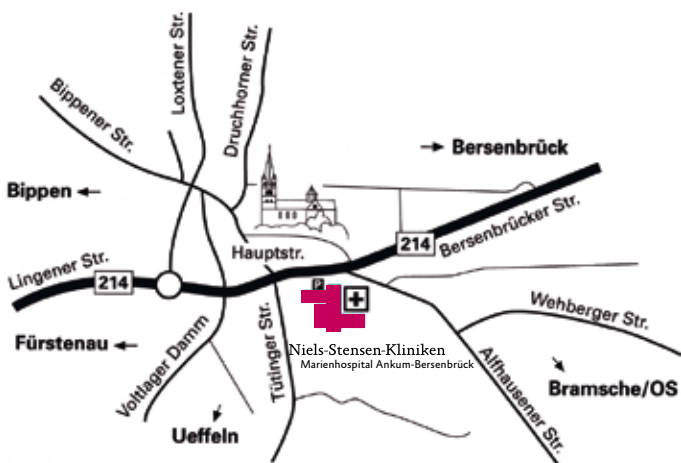 Loxtener Str.
Druchhorner Str.
Bippener Str.
Bersenbrück
Bippen
Bersenbrücker Str.
214
Hauptstr.
Lingener Str.
214
P
Wehberger Str.
Fürstenau
Voltlager Damm
Tütinger Str.
Niels-Stensen-Kliniken
Marienhospital Ankum-Bersenbrück
Alfhausener Str.
Bramsche/OS
Ueffeln